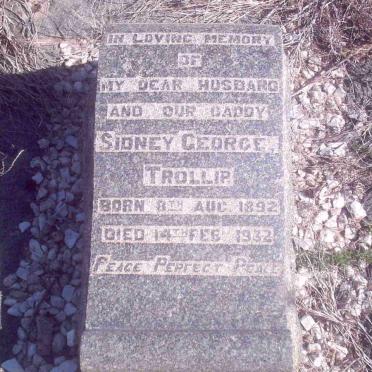 IN LOVING MEMORY
OF
MY DEAR HUSBAND
AND OUR DADDY
SIDNEY GEORGE
TROLLIP
BORN 8TH AUG 1892
DIED 14TH FEB 1932
PEACE PERFECT PEACE